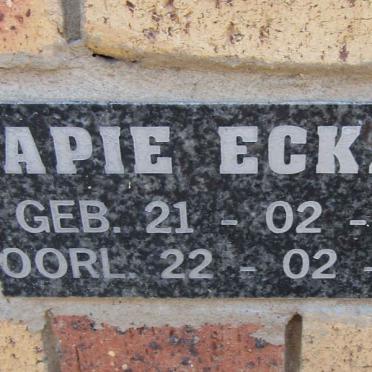 APIE ECK
GEB. 21 - 02 -
OORL. 22 - 02 -